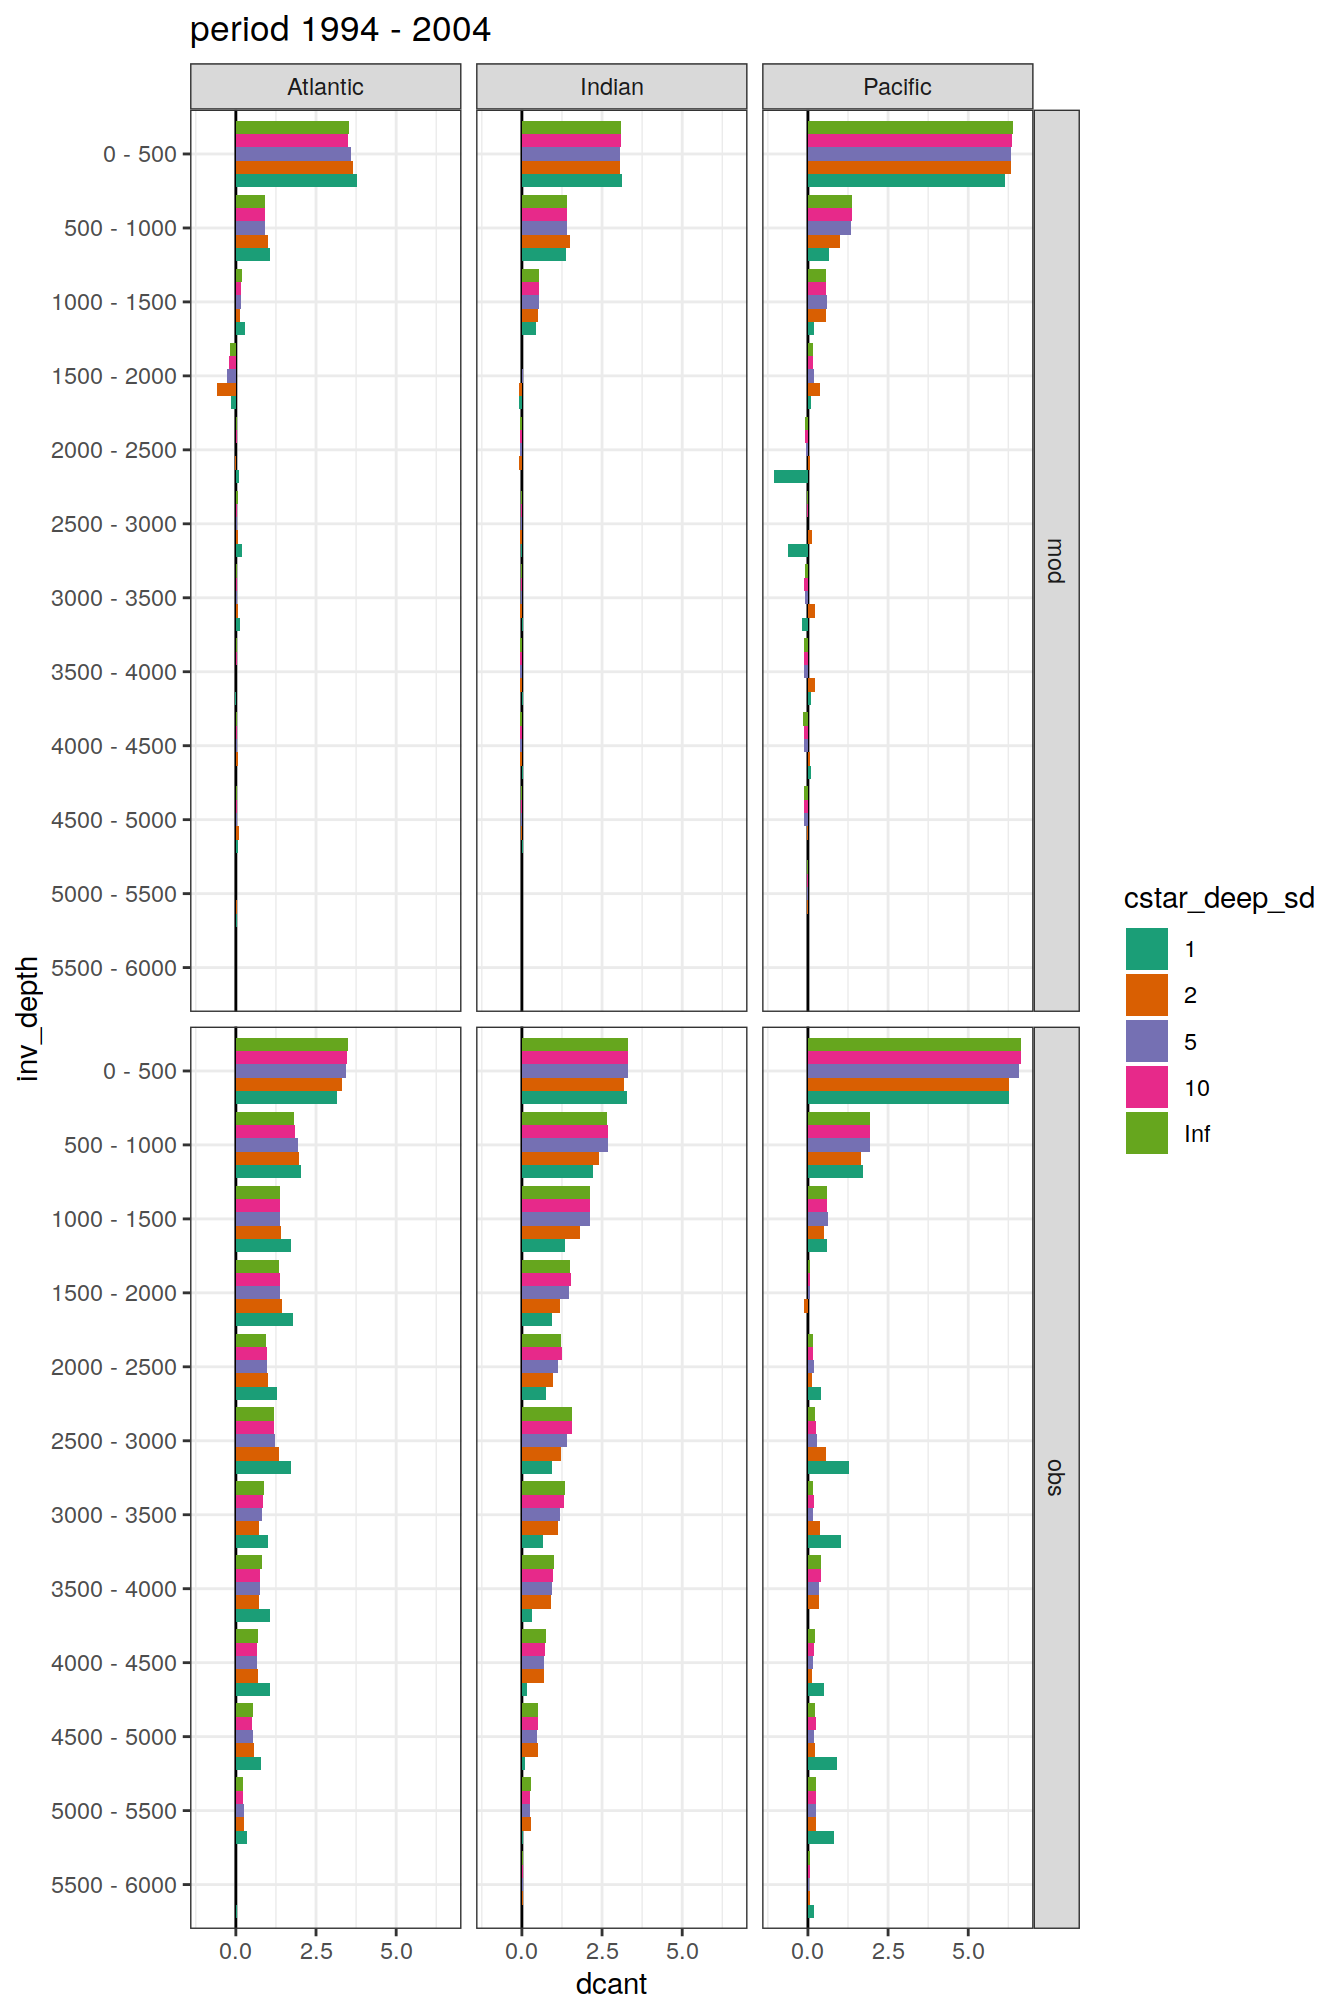 period 1994 - 2004
Atlantic
Indian
Pacific
0 - 500
500 - 1000
1000 - 1500
1500 - 2000
2000 - 2500
2500 - 3000
3000 - 3500
3500 - 4000
4000 - 4500
4500 - 5000
5000 - 5500
5500 - 6000
mod
inv_depth
0 - 500
500 - 1000
1000 - 1500
1500 - 2000
2000 - 2500
2500 - 3000
3000 - 3500
3500 - 4000
4000 - 4500
4500 - 5000
5000 - 5500
5500 - 6000
obs
0.0 2.5 5.0
0.0 2.5 5.0
0.0 2.5 5.0
dcant
cstar_deep_sd
1
2
5
10
Inf